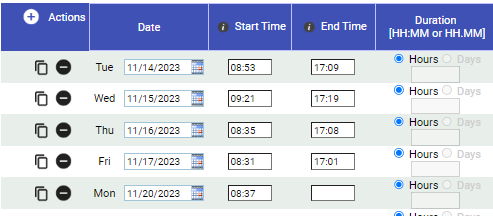 Actions Date Start Time End Time Duration
[HH:MM or HH.MM]
Tue 11/14/2023 08:53 17:09 Hours Days
Wed 11/15/2023 09:21 17:19 Hours Days
Thu 11/16/2023 08:35 17:08 Hours Days
Fri 11/17/2023 08:31 17:01 Hours Days
Mon 11/20/2023 08:37 Hours Days